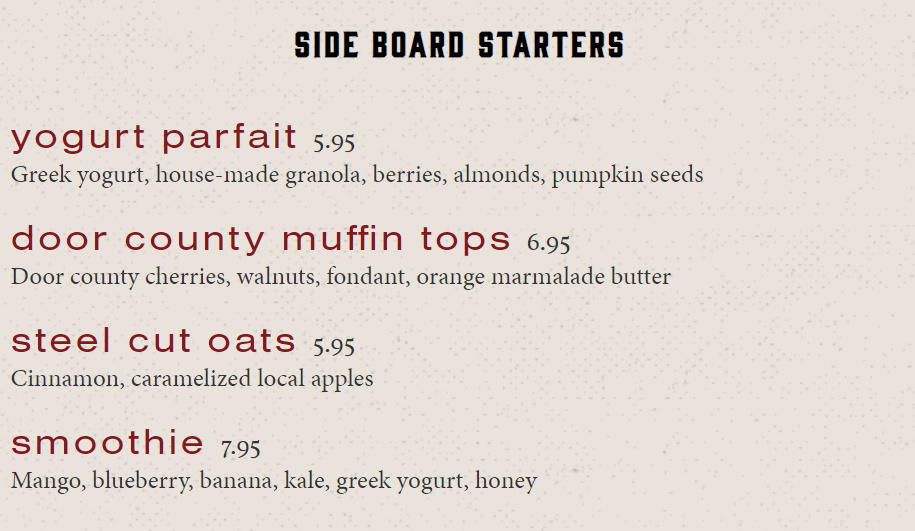 SIDE BOARD STARTERS
yogurt parfait 5.95
Greek yogurt, house-made granola, berries, almonds, pumpkin seeds
door county muffin tops 6.95
Door county cherries, walnuts, fondant, orange marmalade butter
steel cut oats 5.95
Cinnamon, caramelized local apples
smoothie 7.95
Mango, blueberry, banana, kale, greek yogurt, honey